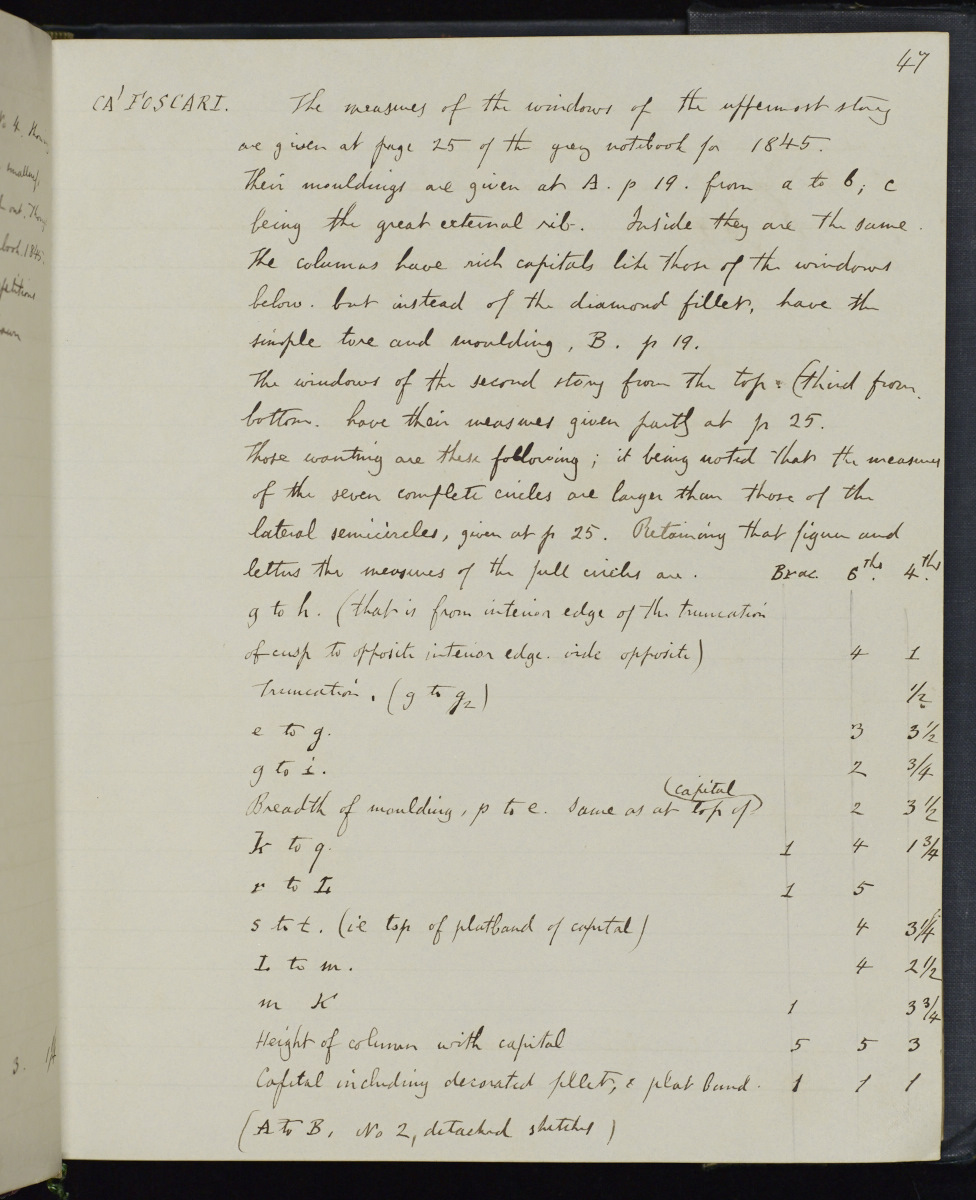 47
CA' FOSCARI. The measures of the windows of the uppermost story
are given at page 25 of the grey notebook for 1845.
Their mouldings are given at A. p 19. from a to b; c
being the great external rib. Inside they are the same.
The columns have rich capitals like those of the windows
below. but instead of the diamond fillet, have the
simple tore and moulding, B. p 19.
The windows of the second story from the top. (third from
bottom. have their measures given partly at p 25.
Those wanting are these following; it being noted that the measures
of the seven complete circles are larger than those of the
lateral semicircles, given at p 25. Retaining that figure and
letters the measures of the full circles are. Brac. 6ths. 4ths.
g to h. (that is from interior edge of the truncation
of cusp to opposite interior edge. vide opposite) 4 1
Truncation. (g to g2) 1/2
e to g. 3 3 1/2
g to i. 2 3/4
Breadth of moulding, p to e. Same as at top of (capital) 2 3 1/2
K to q. 1 4 1 3/4
r to L 1 5
s to t. (ie top of platband of capital) 4 3 1/4
L to m. 4 2 1/2
m K 1 3 3/4
Height of column with capital 5 5 3
Capital including decorated fillet, & plat band. 1 1 1
(A to B, No 2, detached sketches)
No 4.
smallest,
out.
book. 1845.
3.